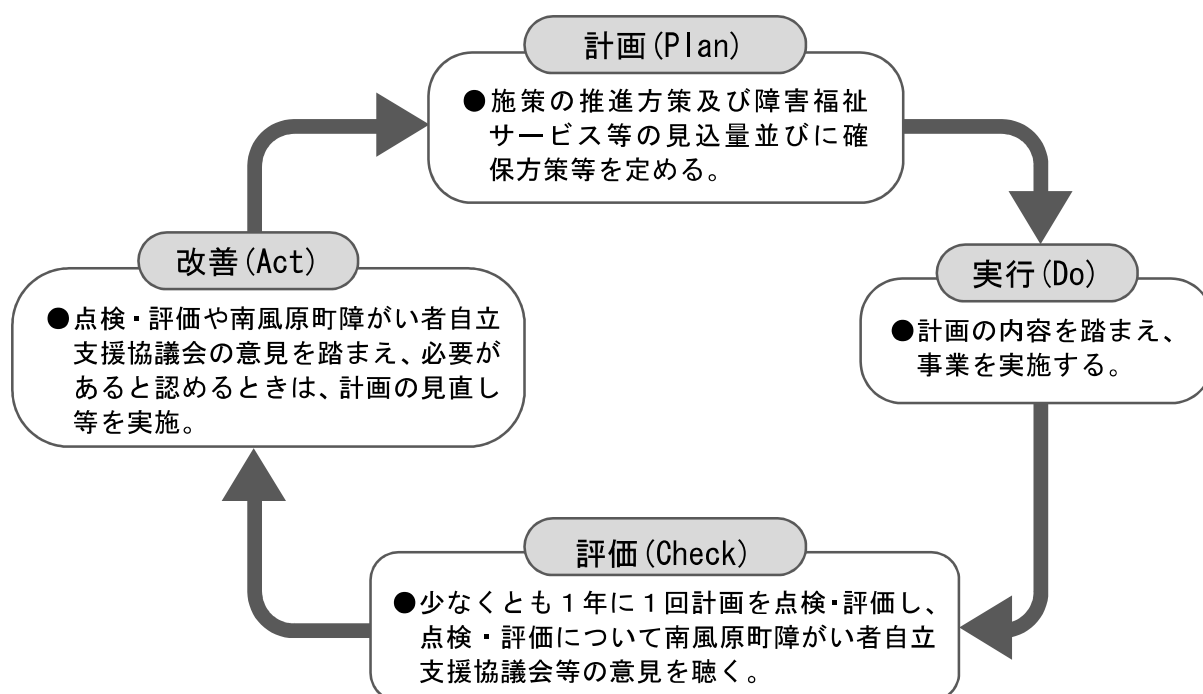 計画(Plan)
●施策の推進方策及び障害福祉
サービス等の見込量並びに確
保方策等を定める。
実行(Do)
●計画の内容を踏まえ、
事業を実施する。
評価(Check)
●少なくとも１年に１回計画を点検・評価し、
点検・評価について南風原町障がい者自立
支援協議会等の意見を聴く。
改善(Act)
●点検・評価や南風原町障がい者自立
支援協議会の意見を踏まえ、必要が
あると認めるときは、計画の見直し
等を実施。